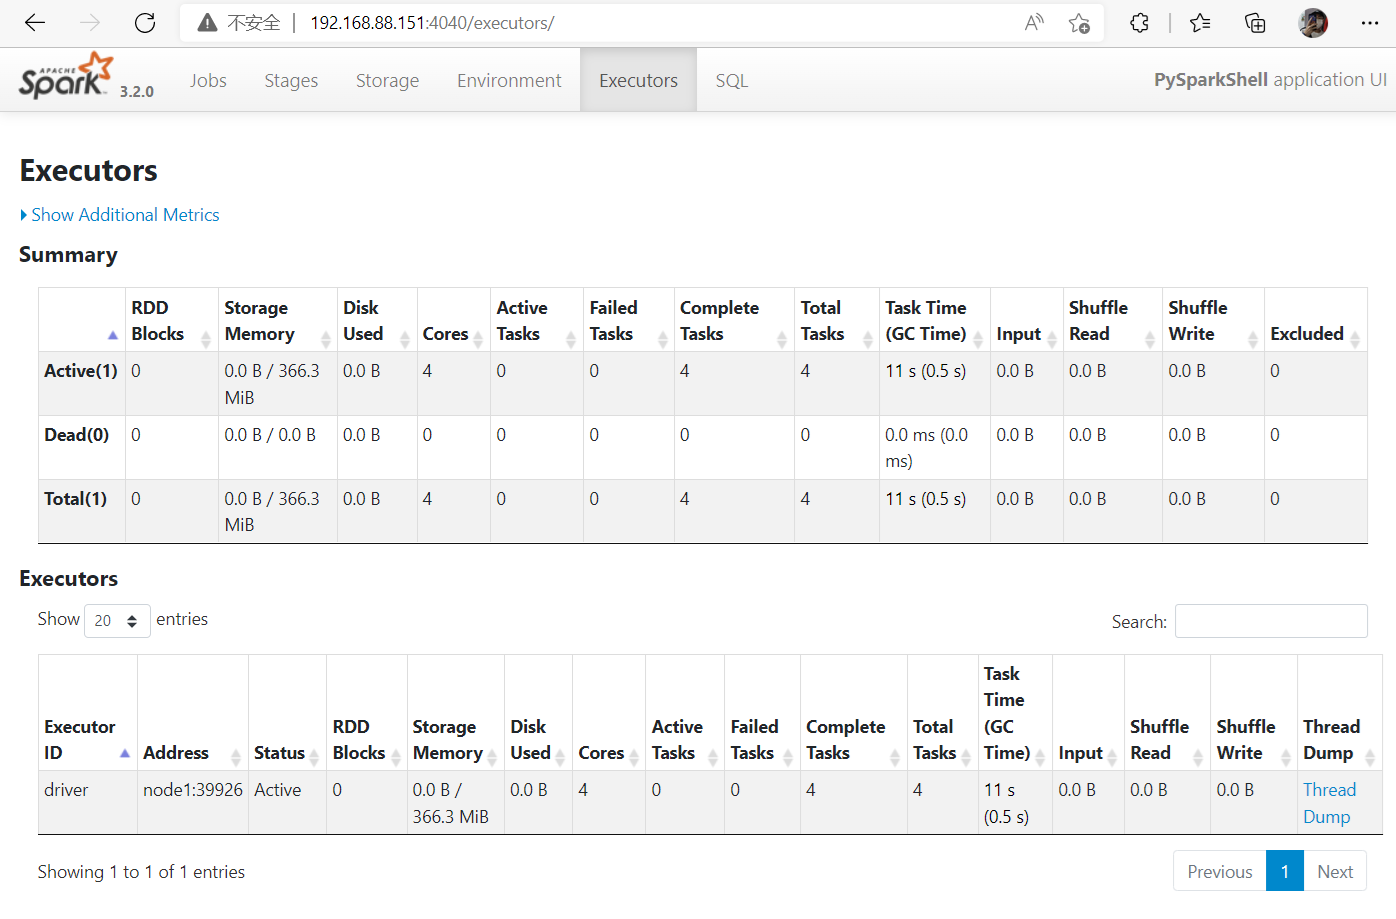 不安全 192.168.88.151:4040/executors/
APACHE Spark 3.2.0 Jobs Stages Storage Environment Executors SQL PySparkShell application UI
Executors
Show Additional Metrics
Summary
RDD Blocks Storage Memory Disk Used Cores Active Tasks Failed Tasks Complete Tasks Total Tasks Task Time (GC Time) Input Shuffle Read Shuffle Write Excluded
Active(1) 0 0.0 B / 366.3 MiB 0.0 B 4 0 0 4 4 11 s (0.5 s) 0.0 B 0.0 B 0.0 B 0
Dead(0) 0 0.0 B / 0.0 B 0.0 B 0 0 0 0 0 0.0 ms (0.0 ms) 0.0 B 0.0 B 0.0 B 0
Total(1) 0 0.0 B / 366.3 MiB 0.0 B 4 0 0 4 4 11 s (0.5 s) 0.0 B 0.0 B 0.0 B 0
Executors
Show 20 entries Search:
Executor ID Address Status RDD Blocks Storage Memory Disk Used Cores Active Tasks Failed Tasks Complete Tasks Total Tasks Task Time (GC Time) Input Shuffle Read Shuffle Write Thread Dump
driver node1:39926 Active 0 0.0 B / 366.3 MiB 0.0 B 4 0 0 4 4 11 s (0.5 s) 0.0 B 0.0 B 0.0 B Thread Dump
Showing 1 to 1 of 1 entries Previous 1 Next